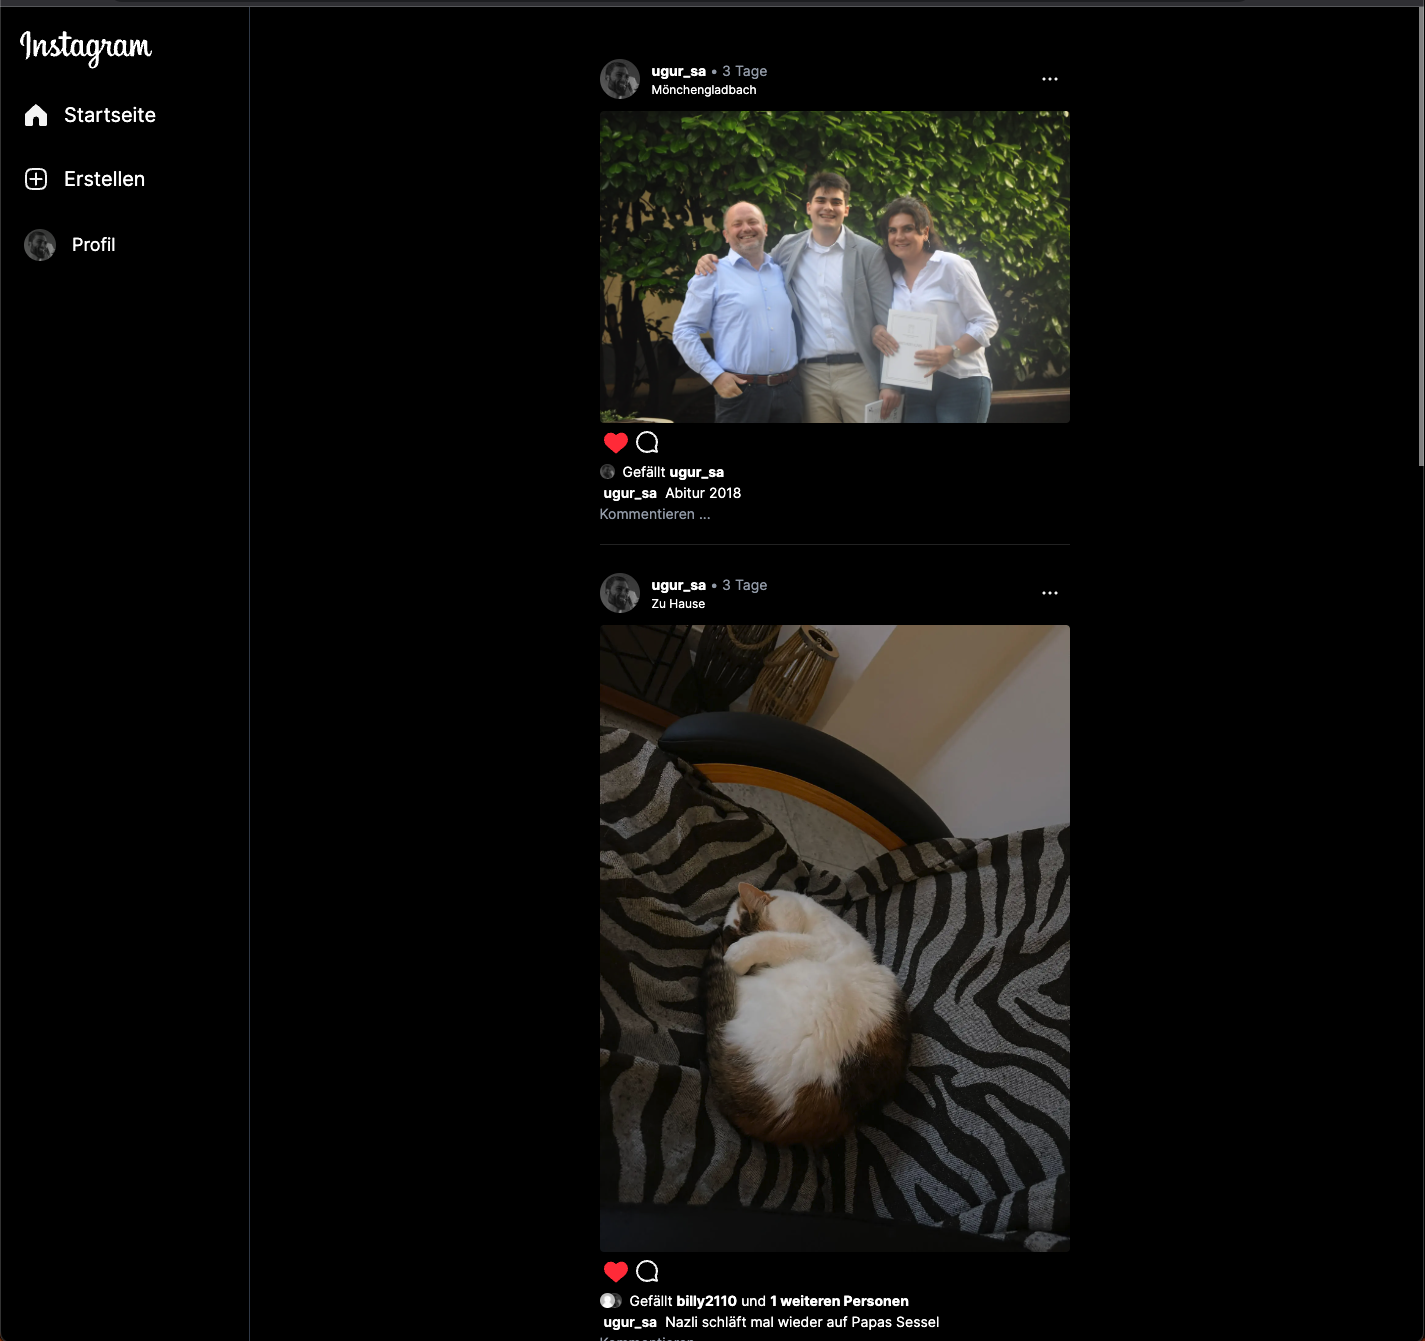 Instagram
Startseite
Erstellen
Profil
ugur_sa • 3 Tage
Mönchengladbach
Gefällt ugur_sa
ugur_sa Abitur 2018
Kommentieren ...
ugur_sa • 3 Tage
Zu Hause
Gefällt billy2110 und 1 weiteren Personen
ugur_sa Nazli schläft mal wieder auf Papas Sessel
Kommentieren